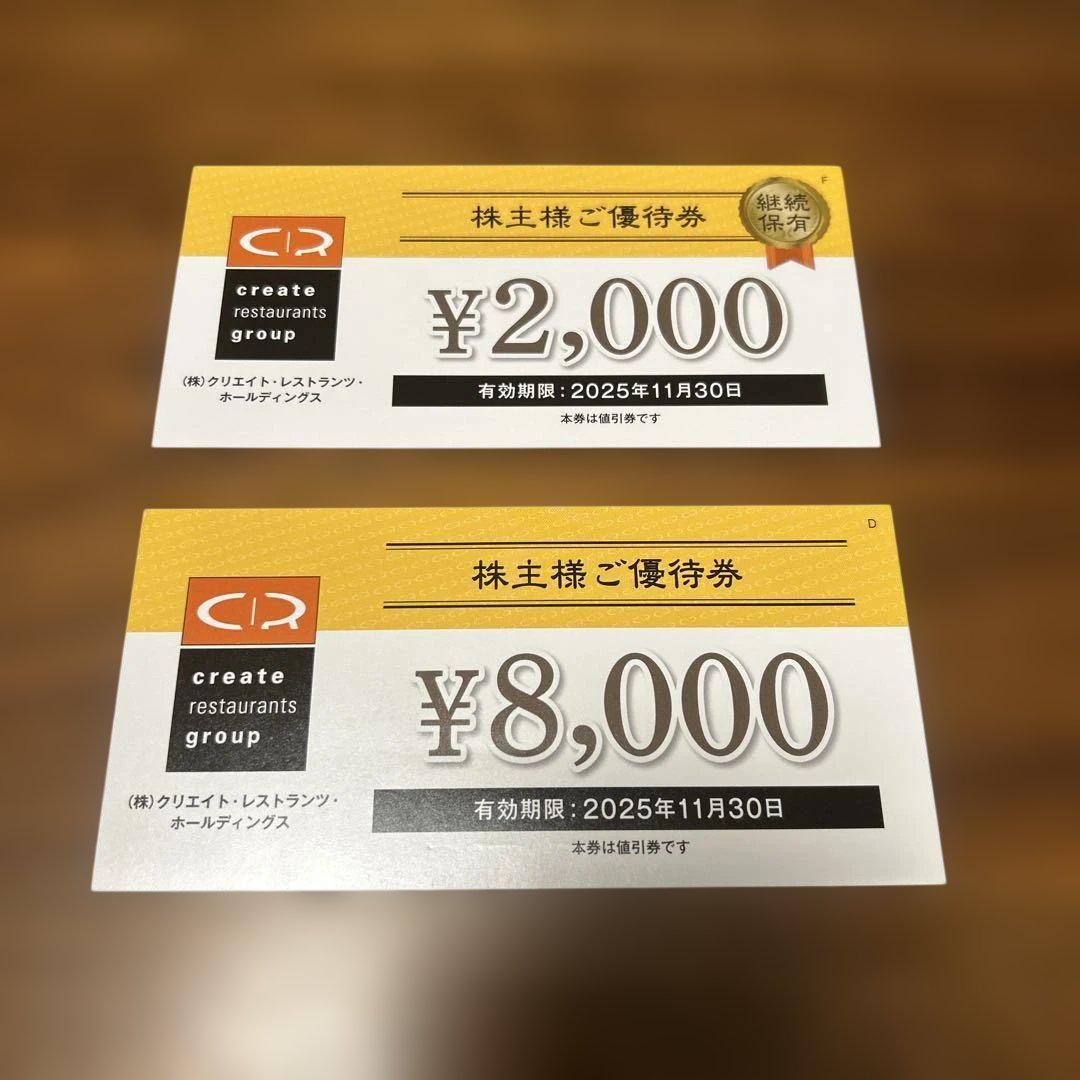 F
株主様ご優待券
継続
保有
CR
create
restaurants
group
¥2,000
(株)クリエイト・レストランツ・
ホールディングス
有効期限：2025年11月30日
本券は値引券です
D
株主様ご優待券
CR
create
restaurants
group
¥8,000
(株)クリエイト・レストランツ・
ホールディングス
有効期限：2025年11月30日
本券は値引券です